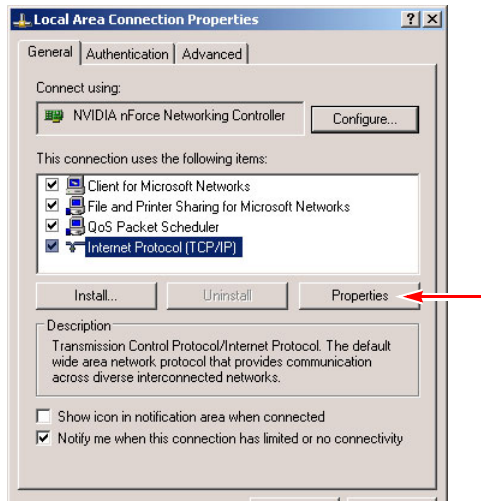 Local Area Connection Properties
General Authentication Advanced
Connect using:
NVIDIA nForce Networking Controller Configure...
This connection uses the following items:
Client for Microsoft Networks
File and Printer Sharing for Microsoft Networks
QoS Packet Scheduler
Internet Protocol (TCP/IP)
Install... Uninstall Properties
Description
Transmission Control Protocol/Internet Protocol. The default
wide area network protocol that provides communication
across diverse interconnected networks.
Show icon in notification area when connected
Notify me when this connection has limited or no connectivity